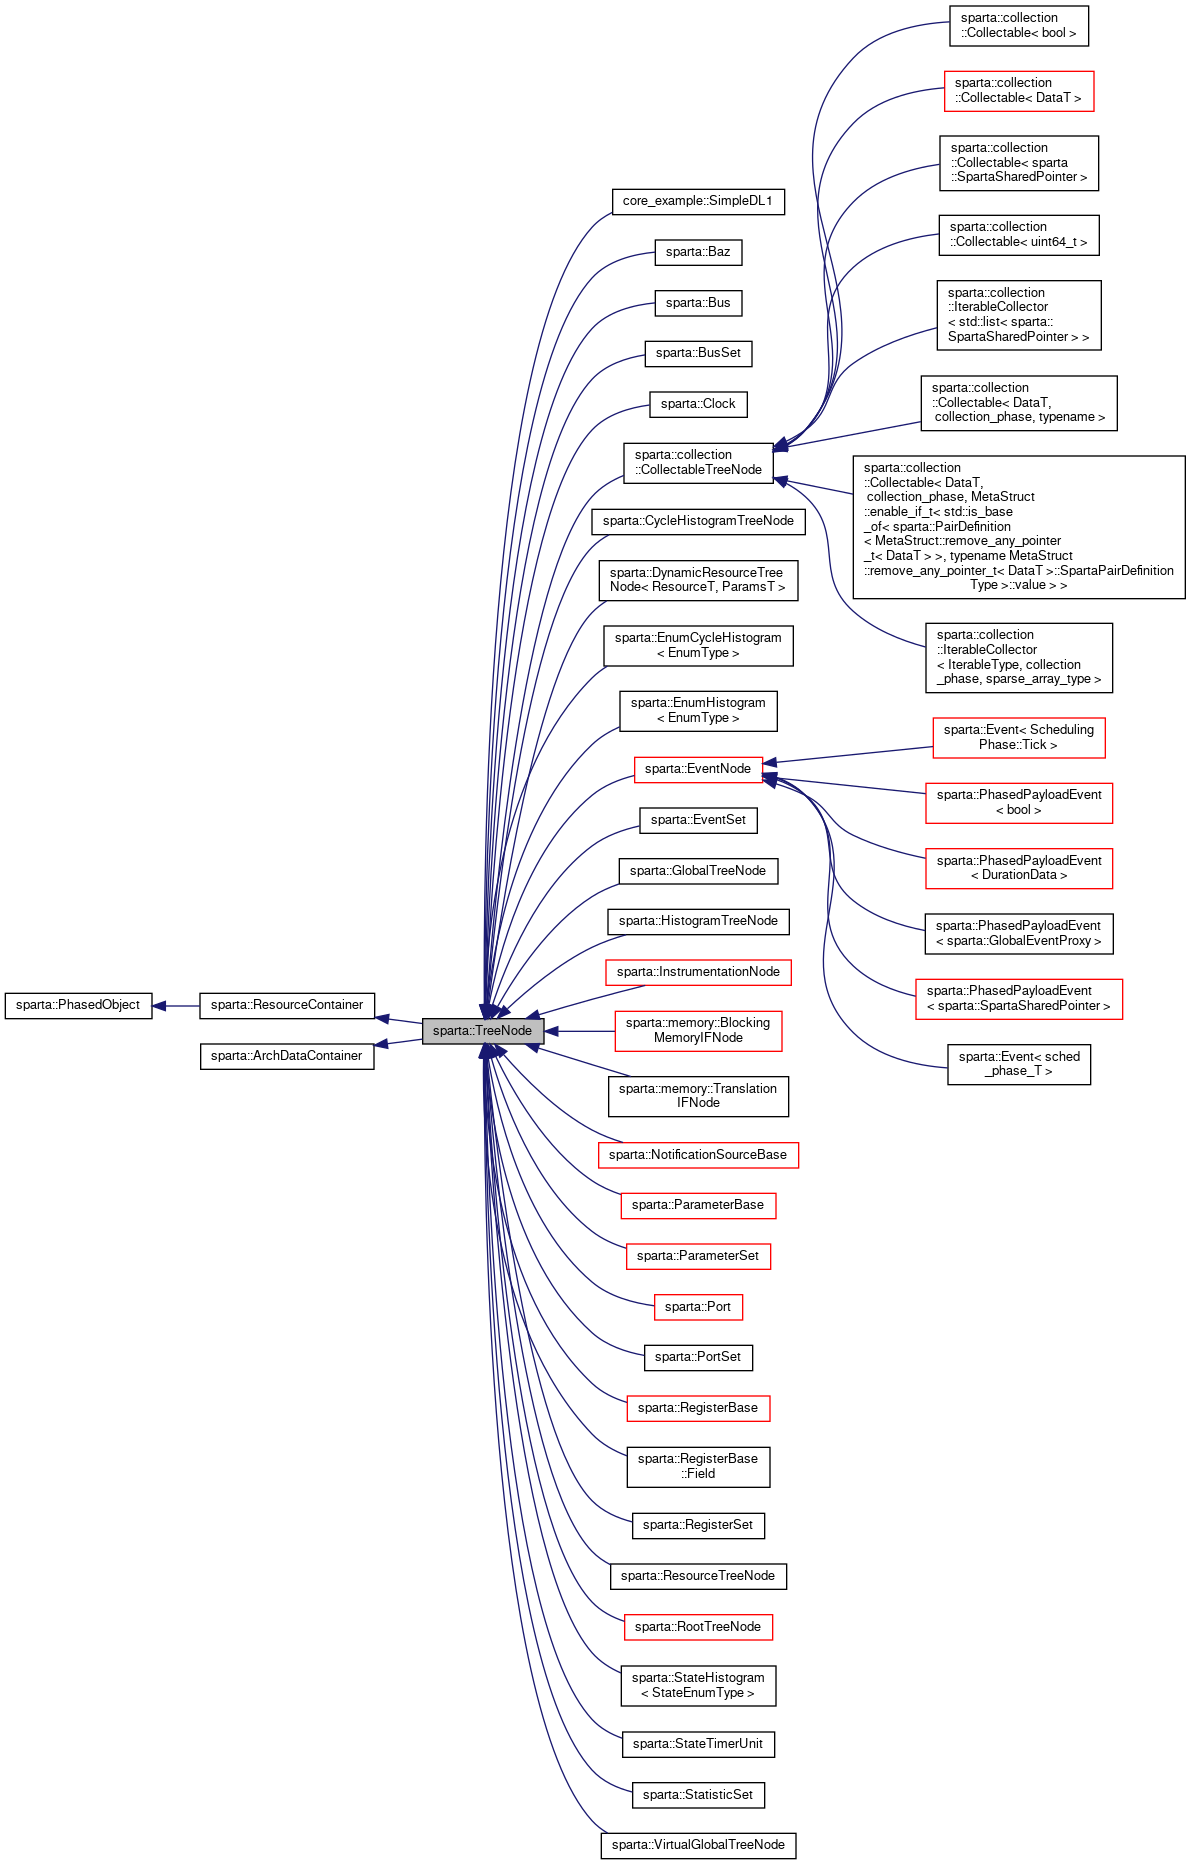 sparta::PhasedObject
sparta::ResourceContainer
sparta::ArchDataContainer
sparta::TreeNode
core_example::SimpleDL1
sparta::Baz
sparta::Bus
sparta::BusSet
sparta::Clock
sparta::collection
::CollectableTreeNode
sparta::CycleHistogramTreeNode
sparta::DynamicResourceTree
Node< ResourceT, ParamsT >
sparta::EnumCycleHistogram
< EnumType >
sparta::EnumHistogram
< EnumType >
sparta::EventNode
sparta::EventSet
sparta::GlobalTreeNode
sparta::HistogramTreeNode
sparta::InstrumentationNode
sparta::memory::Blocking
MemoryIFNode
sparta::memory::Translation
IFNode
sparta::NotificationSourceBase
sparta::ParameterBase
sparta::ParameterSet
sparta::Port
sparta::PortSet
sparta::RegisterBase
sparta::RegisterBase
::Field
sparta::RegisterSet
sparta::ResourceTreeNode
sparta::RootTreeNode
sparta::StateHistogram
< StateEnumType >
sparta::StateTimerUnit
sparta::StatisticSet
sparta::VirtualGlobalTreeNode
sparta::collection
::Collectable< bool >
sparta::collection
::Collectable< DataT >
sparta::collection
::Collectable< sparta
::SpartaSharedPointer >
sparta::collection
::Collectable< uint64_t >
sparta::collection
::IterableCollector
< std::list< sparta::
SpartaSharedPointer > >
sparta::collection
::Collectable< DataT,
collection_phase, typename >
sparta::collection
::Collectable< DataT,
collection_phase, MetaStruct
::enable_if_t< std::is_base
_of< sparta::PairDefinition
< MetaStruct::remove_any_pointer
_t< DataT > >, typename MetaStruct
::remove_any_pointer_t< DataT >::SpartaPairDefinition
Type >::value > >
sparta::collection
::IterableCollector
< IterableType, collection
_phase, sparse_array_type >
sparta::Event< Scheduling
Phase::Tick >
sparta::PhasedPayloadEvent
< bool >
sparta::PhasedPayloadEvent
< DurationData >
sparta::PhasedPayloadEvent
< sparta::GlobalEventProxy >
sparta::PhasedPayloadEvent
< sparta::SpartaSharedPointer >
sparta::Event< sched
_phase_T >